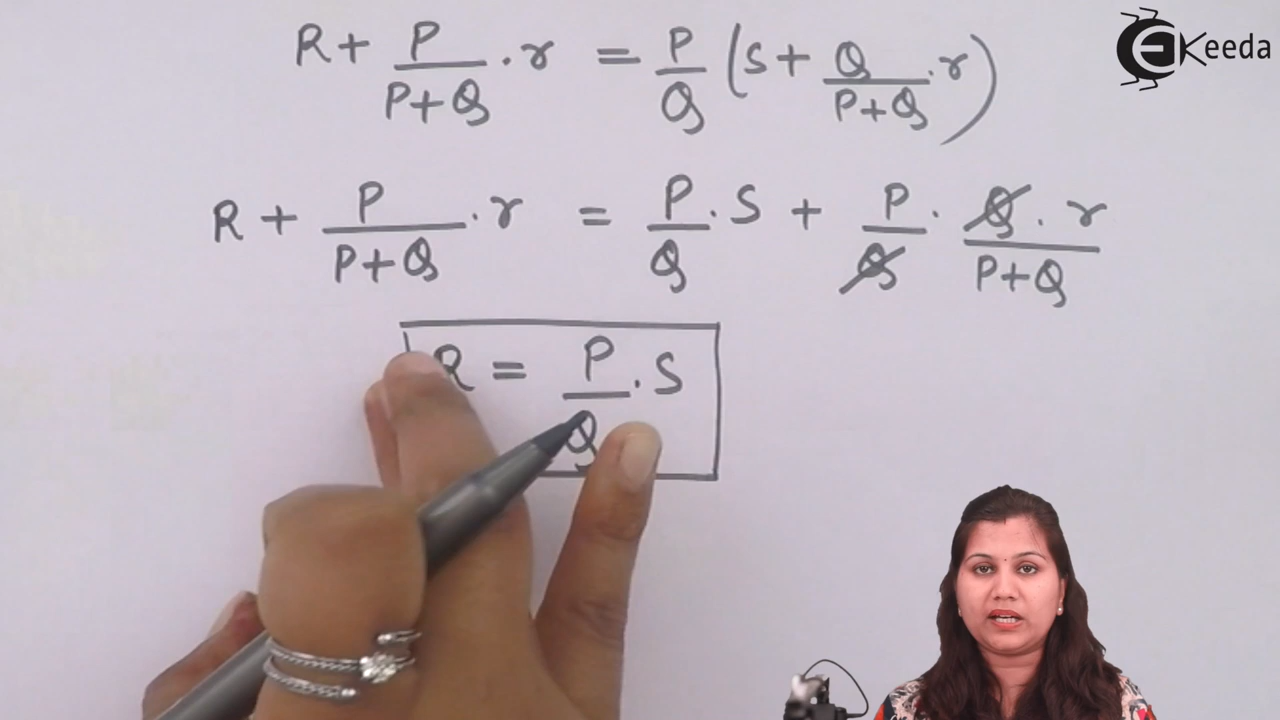 Keeda
R + P/(P+Q) . r = P/Q (S + Q/(P+Q) . r)
R + P/(P+Q) . r = P/Q . S + P/Q . Q . r/(P+Q)
R = P/Q . S